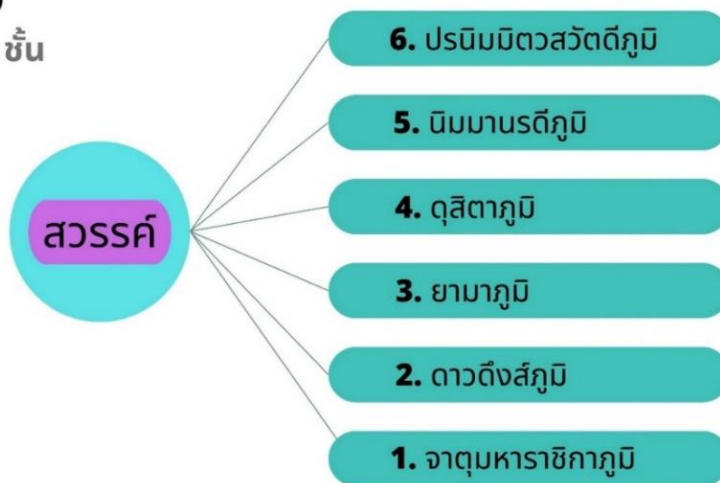 ชั้น
6. ปรนิมมิตวสวัตดีภูมิ
5. นิมมานรดีภูมิ
4. ดุสิตาภูมิ
สวรรค์
3. ยามาภูมิ
2. ดาวดึงส์ภูมิ
1. จาตุมหาราชิกาภูมิ